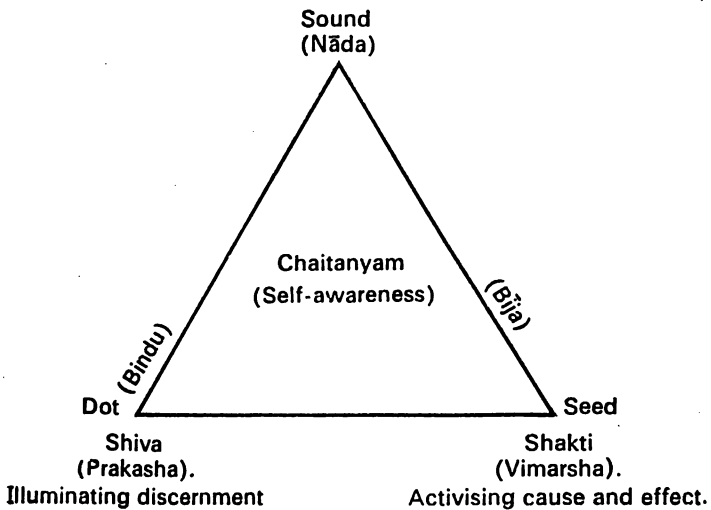 Sound
(Nāda)
Chaitanyam
(Self-awareness)
(Bīja)
(Bindu)
Dot
Seed
Shiva
(Prakasha).
Illuminating discernment
Shakti
(Vimarsha).
Activising cause and effect.